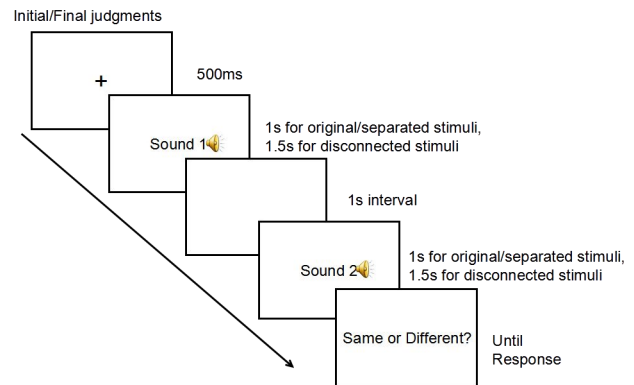 Initial/Final judgments
+
500ms
Sound 1
1s for original/separated stimuli,
1.5s for disconnected stimuli
1s interval
Sound 2
1s for original/separated stimuli,
1.5s for disconnected stimuli
Same or Different?
Until
Response